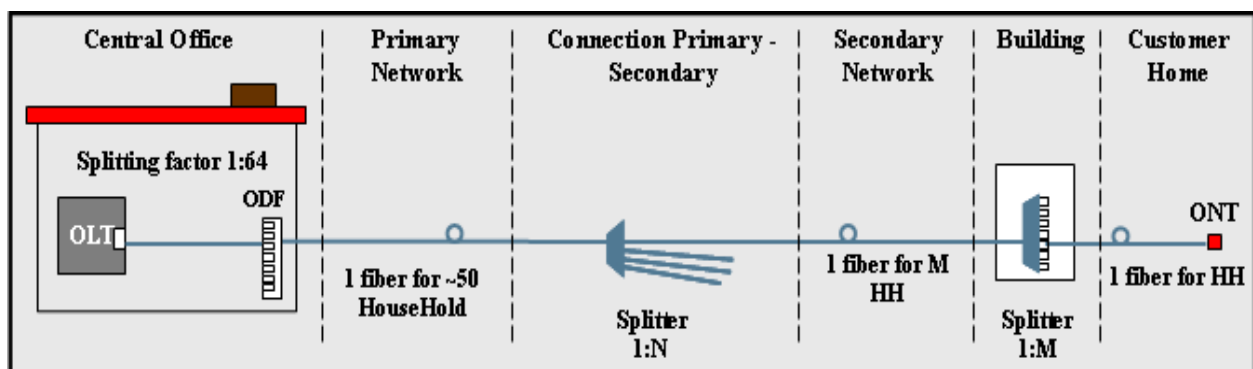 Central Office
Primary
Network
Connection Primary -
Secondary
Secondary
Network
Building
Customer
Home
Splitting factor 1:64
ODF
OLT
ONT
1 fiber for ~50
HouseHold
Splitter
1:N
1 fiber for M
HH
Splitter
1:M
1 fiber for HH